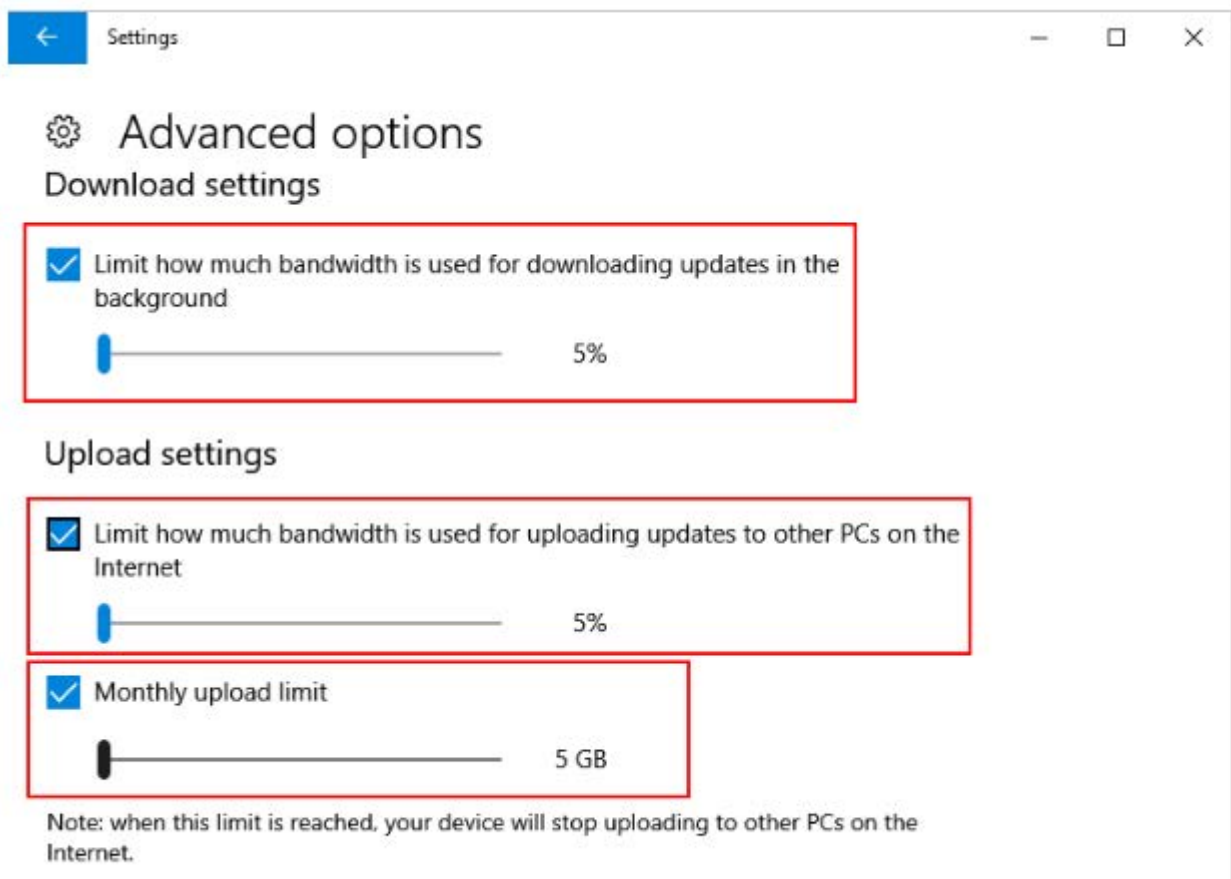 Settings
Advanced options
Download settings
Limit how much bandwidth is used for downloading updates in the
background
5%
Upload settings
Limit how much bandwidth is used for uploading updates to other PCs on the
Internet
5%
Monthly upload limit
5 GB
Note: when this limit is reached, your device will stop uploading to other PCs on the
Internet.